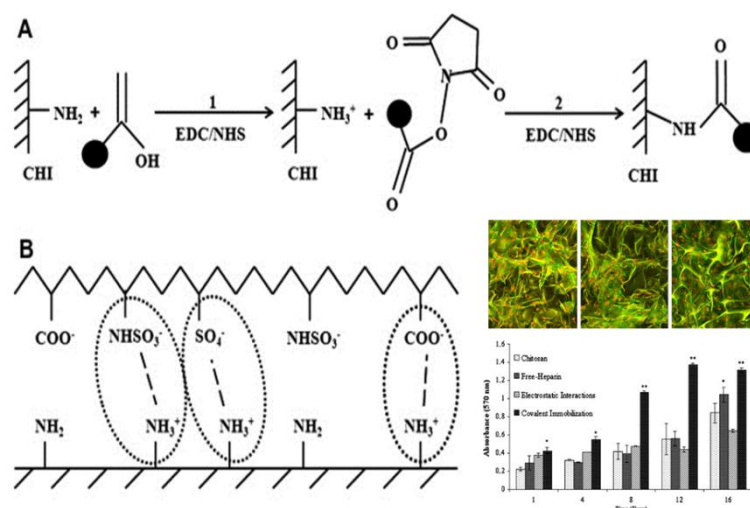 A
O
O
O
NH₂ + OH
1
EDC/NHS
NH₃⁺ +
N
O
O
2
EDC/NHS
NH
CHI
CHI
CHI
B
COO⁻
NHSO₃⁻
SO₄⁻
NHSO₃⁻
COO⁻
NH₂
NH₃⁺
NH₃⁺
NH₂
NH₃⁺
Absorbance (570 nm)
1.6
1.4
1.2
1
0.8
0.6
0.4
0.2
0
Chitosan
Free-Heparin
Electrostatic Interactions
Covalent Immobilization
*
*
**
**
*
**
1
4
8
12
16